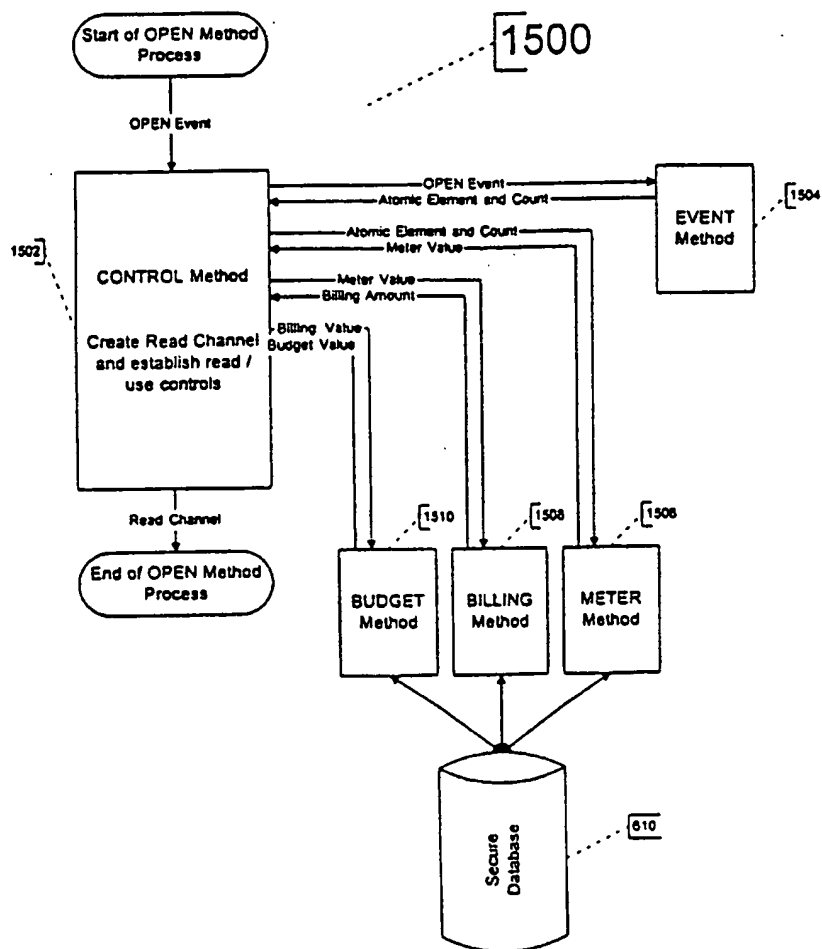 Start of OPEN Method
Process
1500
OPEN Event
OPEN Event
Atomic Element and Count
EVENT
Method
1504
1502
Atomic Element and Count
Meter Value
CONTROL Method
Meter Value
Billing Amount
Create Read Channel
and establish read /
use controls
Billing Value
Budget Value
Read Channel
End of OPEN Method
Process
1510
1508
1506
BUDGET
Method
BILLING
Method
METER
Method
Secure
Database
610